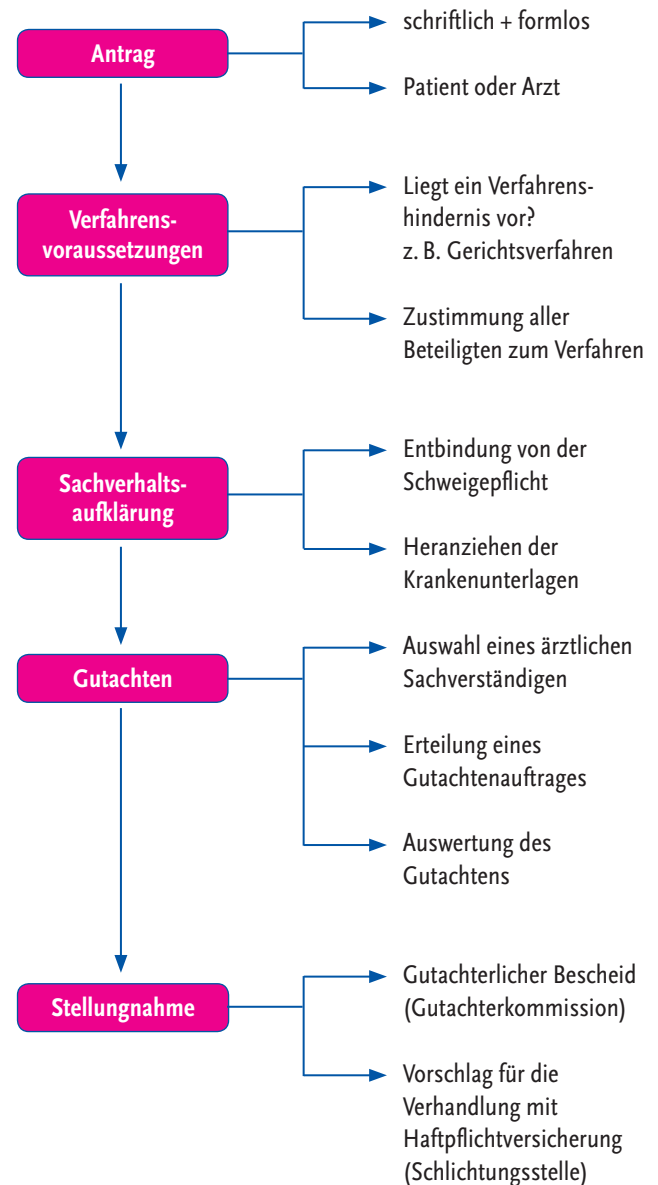 Antrag
schriftlich + formlos
Patient oder Arzt
Verfahrens-
voraussetzungen
Liegt ein Verfahrens-
hindernis vor?
z. B. Gerichtsverfahren
Zustimmung aller
Beteiligten zum Verfahren
Sachverhalts-
aufklärung
Entbindung von der
Schweigepflicht
Heranziehen der
Krankenunterlagen
Gutachten
Auswahl eines ärztlichen
Sachverständigen
Erteilung eines
Gutachtenauftrages
Auswertung des
Gutachtens
Stellungnahme
Gutachterlicher Bescheid
(Gutachterkommission)
Vorschlag für die
Verhandlung mit
Haftpflichtversicherung
(Schlichtungsstelle)